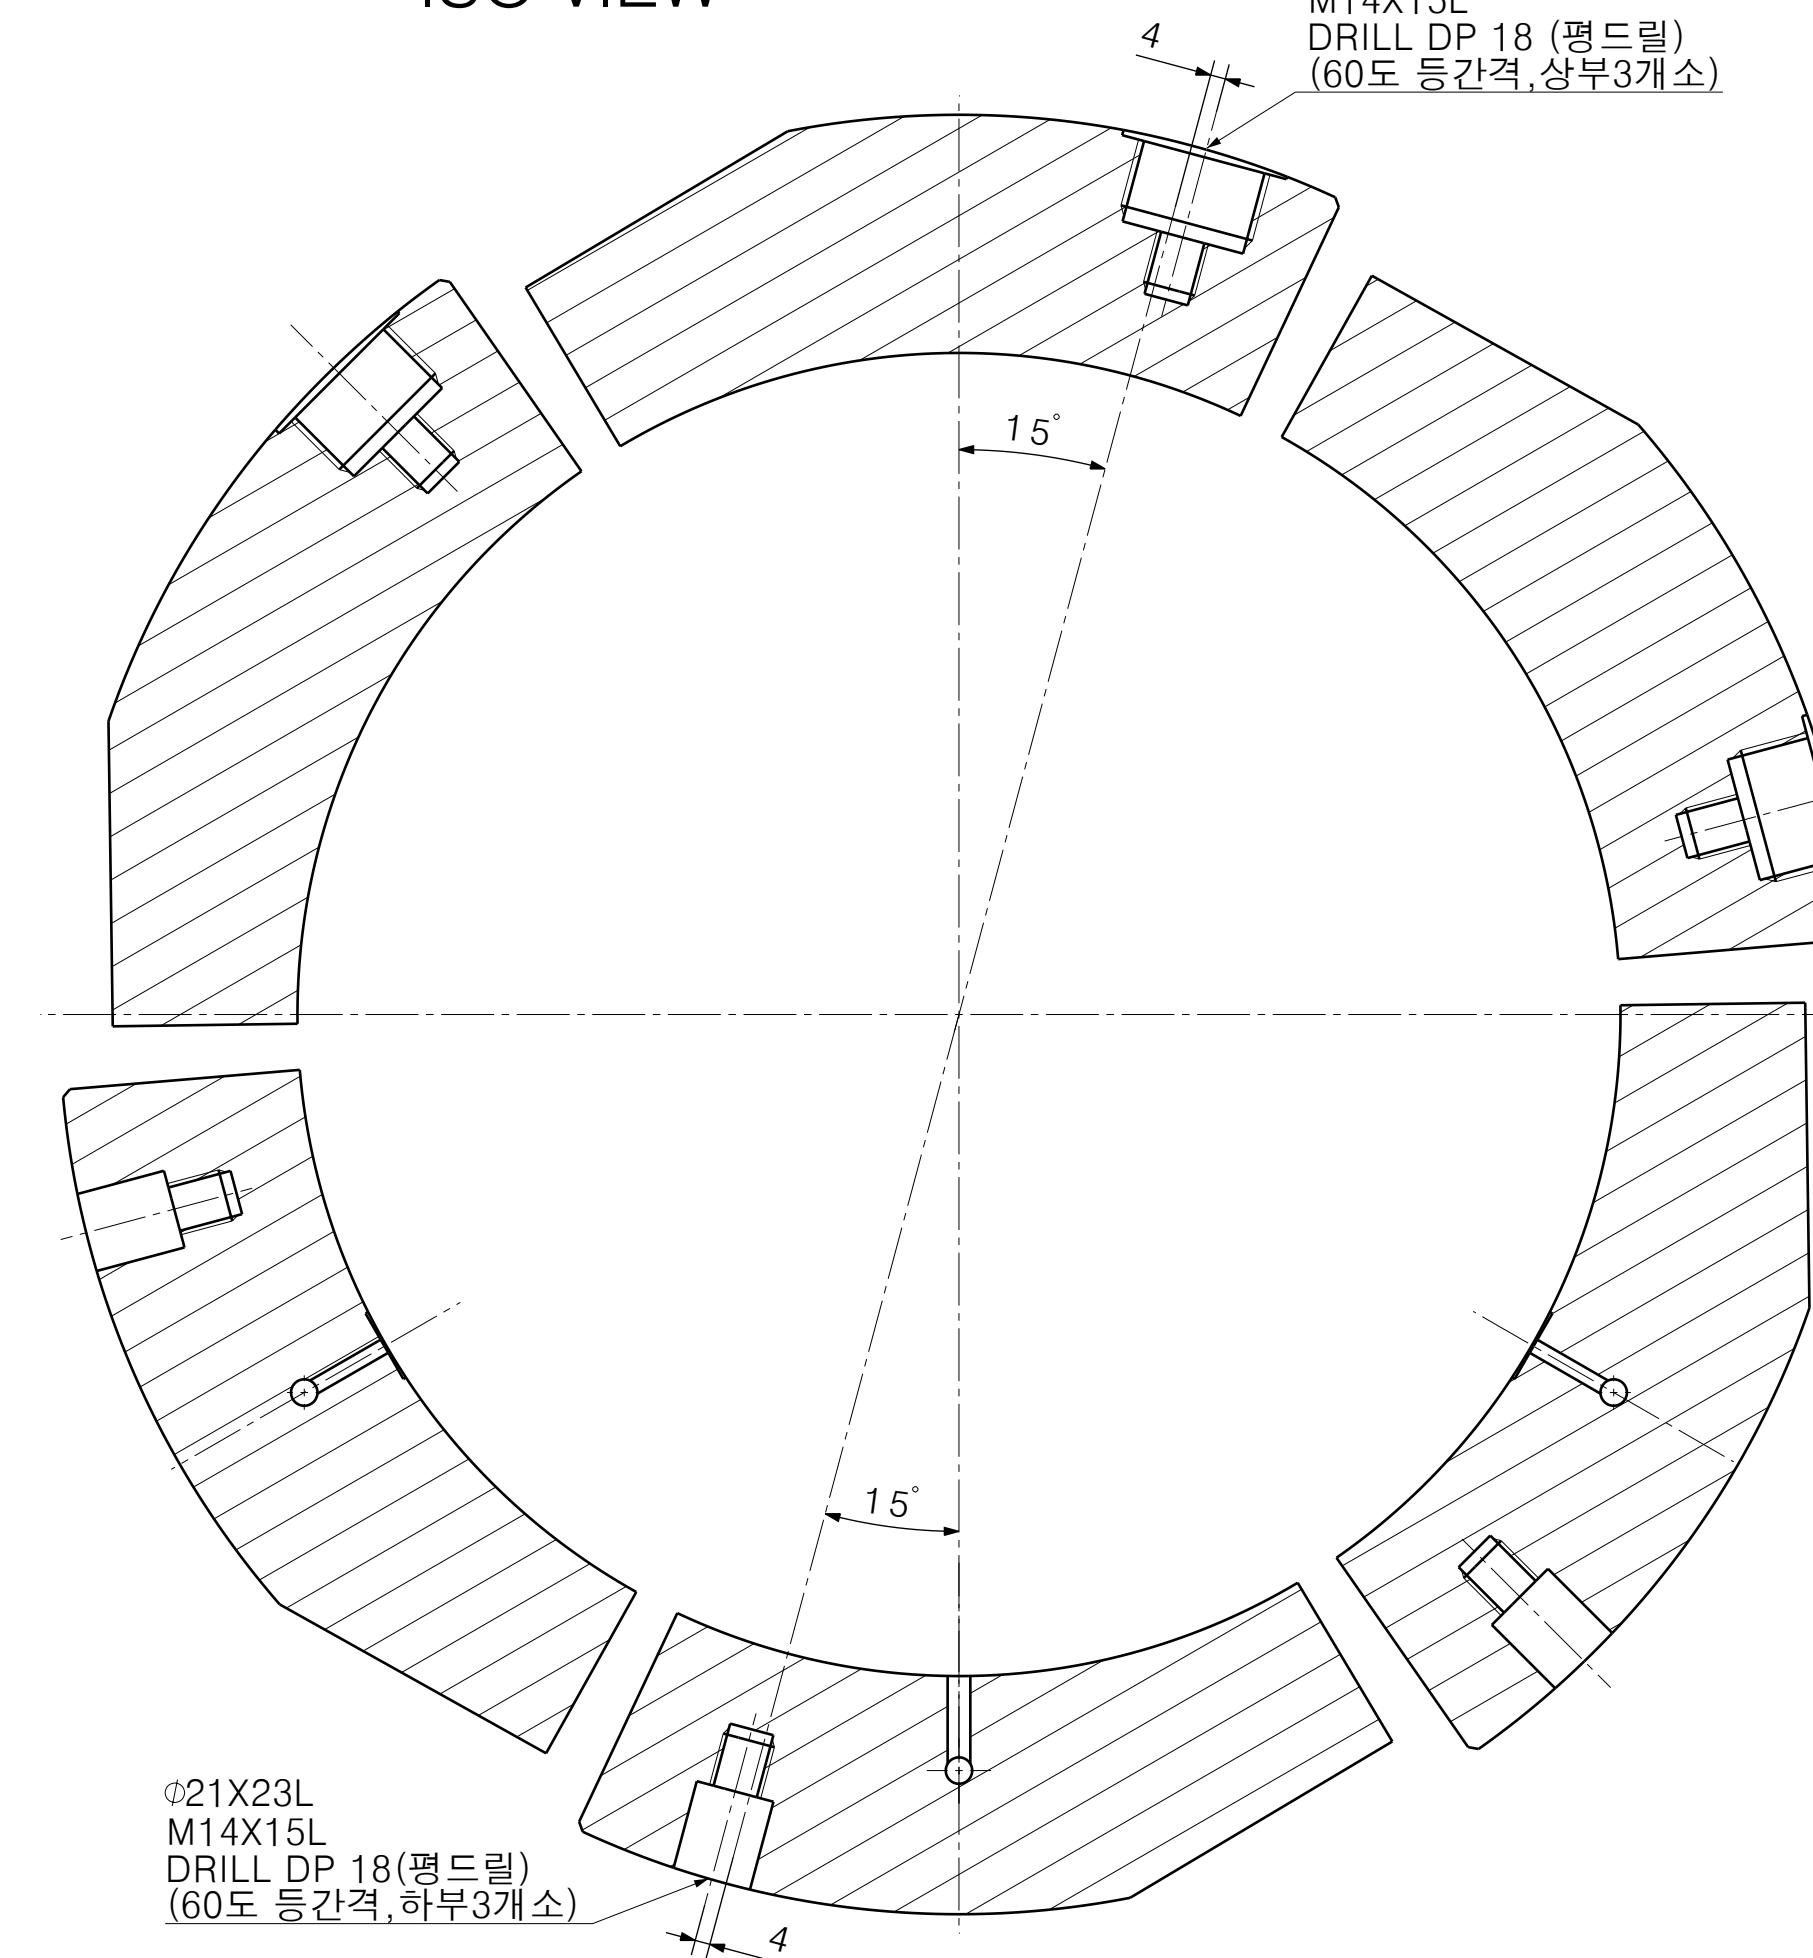 ISO VIEW
M14X15L
DRILL DP 18 (평드릴)
(60도 등간격,상부3개소)
4
15°
15°
∅21X23L
M14X15L
DRILL DP 18(평드릴)
(60도 등간격,하부3개소)
4